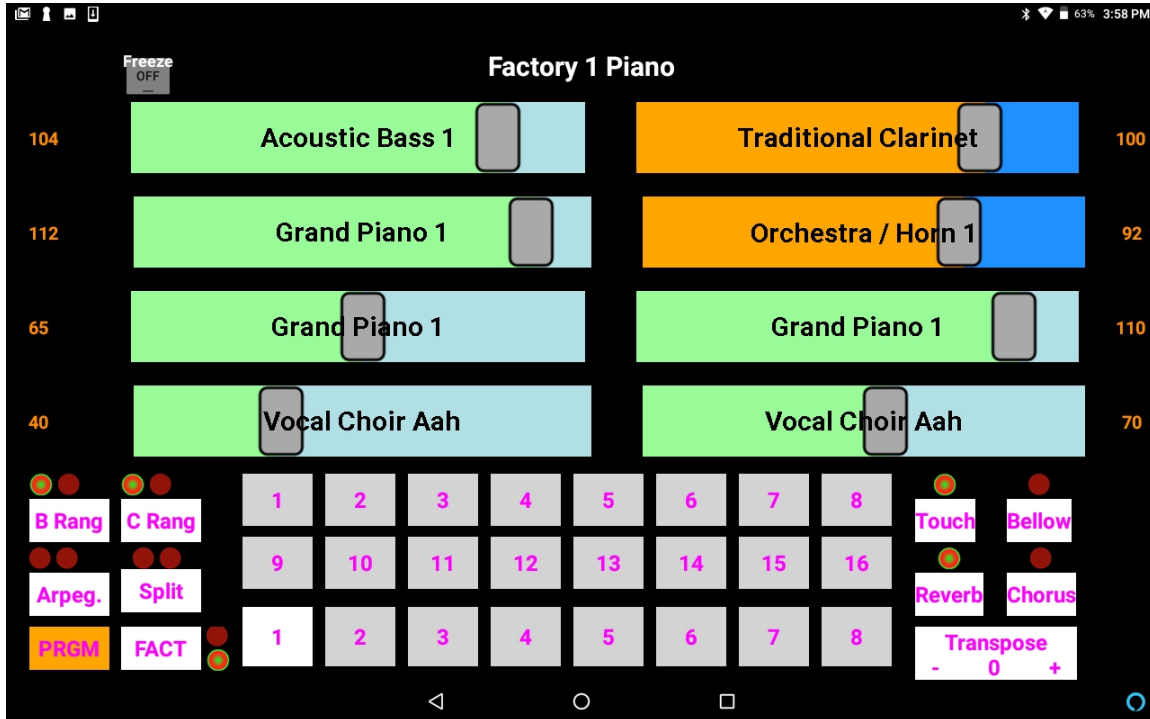 63% 3:58 PM
Freeze
OFF
Factory 1 Piano
104 Acoustic Bass 1 Traditional Clarinet 100
112 Grand Piano 1 Orchestra / Horn 1 92
65 Grand Piano 1 Grand Piano 1 110
40 Vocal Choir Aah Vocal Choir Aah 70
B Rang C Rang 1 2 3 4 5 6 7 8 Touch Bellow
Arpeg. Split 9 10 11 12 13 14 15 16 Reverb Chorus
PRGM FACT 1 2 3 4 5 6 7 8 Transpose
- 0 +